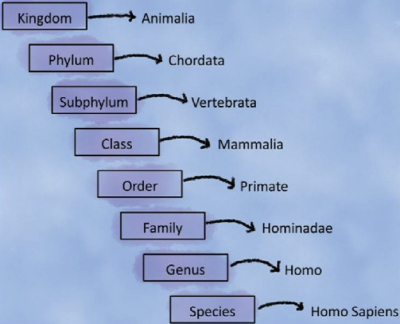 Kingdom Animalia
Phylum Chordata
Subphylum Vertebrata
Class Mammalia
Order Primate
Family Hominadae
Genus Homo
Species Homo Sapiens